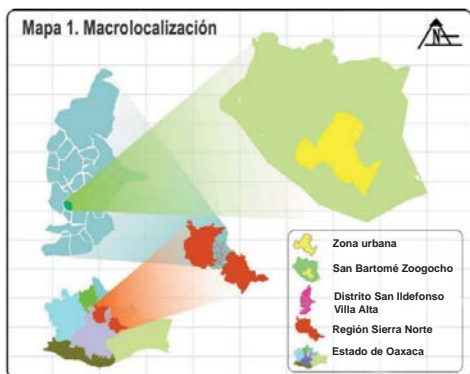 Mapa 1. Macrolocalización
N
Zona urbana
San Bartomé Zoogocho
Distrito San Ildefonso
Villa Alta
Región Sierra Norte
Estado de Oaxaca